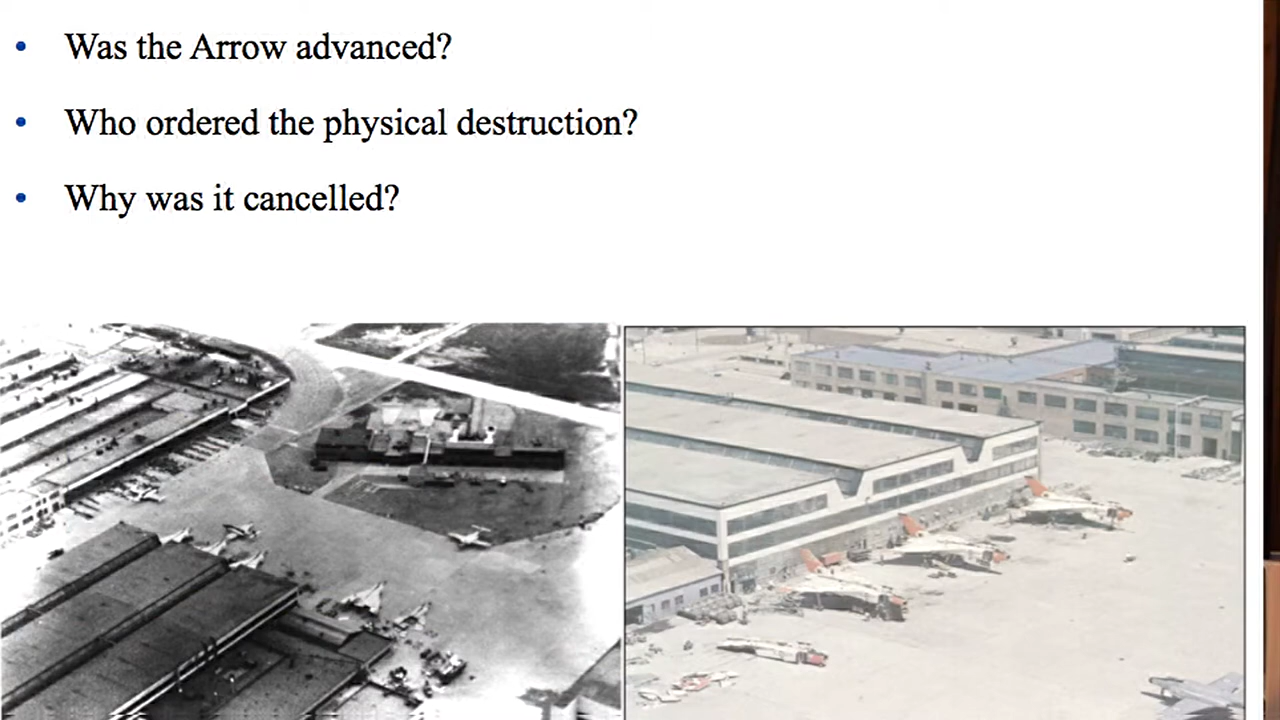 • Was the Arrow advanced?
• Who ordered the physical destruction?
• Why was it cancelled?